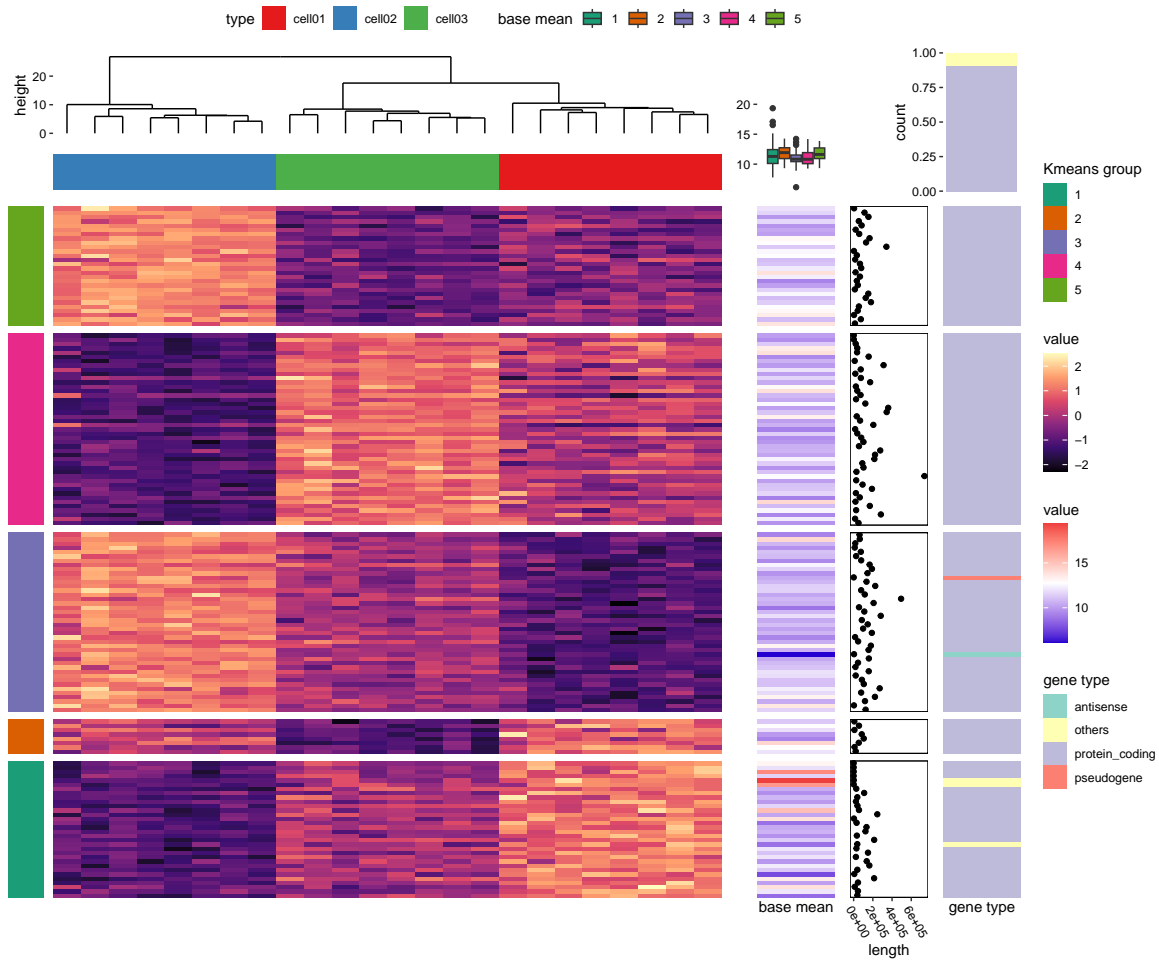 type cell01 cell02 cell03 base mean 1 2 3 4 5
height
20
10
0
20
15
10
count
1.00
0.75
0.50
0.25
0.00
Kmeans group
1
2
3
4
5
value
2
1
0
−1
−2
value
15
10
gene type
antisense
others
protein_coding
pseudogene
base mean
0e+00
2e+05
4e+05
6e+05
length
gene type